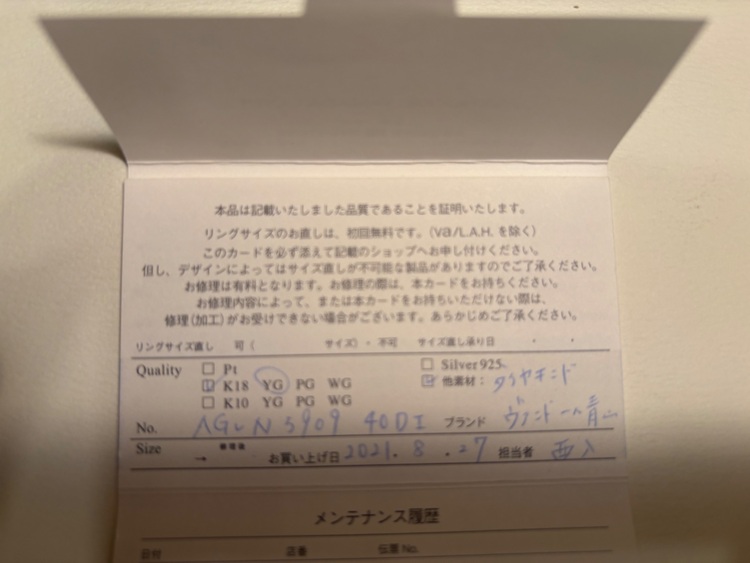 本品は記載いたしました品質であることを証明いたします。
リングサイズのお直しは、初回無料です。(va/L.A.H. を除く)
このカードを必ず添えて記載のショップへお申し付けください。
但し、デザインによってはサイズ直しが不可能な製品がありますのでご了承ください。
お修理は有料となります。お修理の際は、本カードをお持ちください。
お修理内容によって、または本カードをお持ちいただけない際は、
修理(加工)がお受けできない場合がございます。あらかじめご了承ください。
リングサイズ直し 可( サイズ)・不可 サイズ直し承り日 ・ ・
Quality □ Pt □ Silver925
☑ K18 YG PG WG ☑ 他素材: ダイヤモンド
□ K10 YG PG WG
No. AGUN 3909 40DI ブランド ヴァンドーム青山
Size → 修理後 お買い上げ日 2021.8.27 担当者
メンテナンス履歴
日付 店番 伝票No.